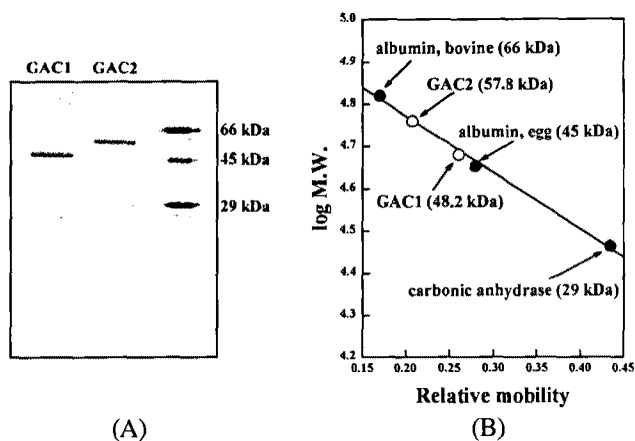 GAC1 GAC2
66 kDa
45 kDa
29 kDa
(A)
log M.W.
5.0
4.9
4.8
4.7
4.6
4.5
4.4
4.3
4.2
albumin, bovine (66 kDa)
GAC2 (57.8 kDa)
albumin, egg (45 kDa)
GAC1 (48.2 kDa)
carbonic anhydrase (29 kDa)
0.15 0.20 0.25 0.30 0.35 0.40 0.45
Relative mobility
(B)